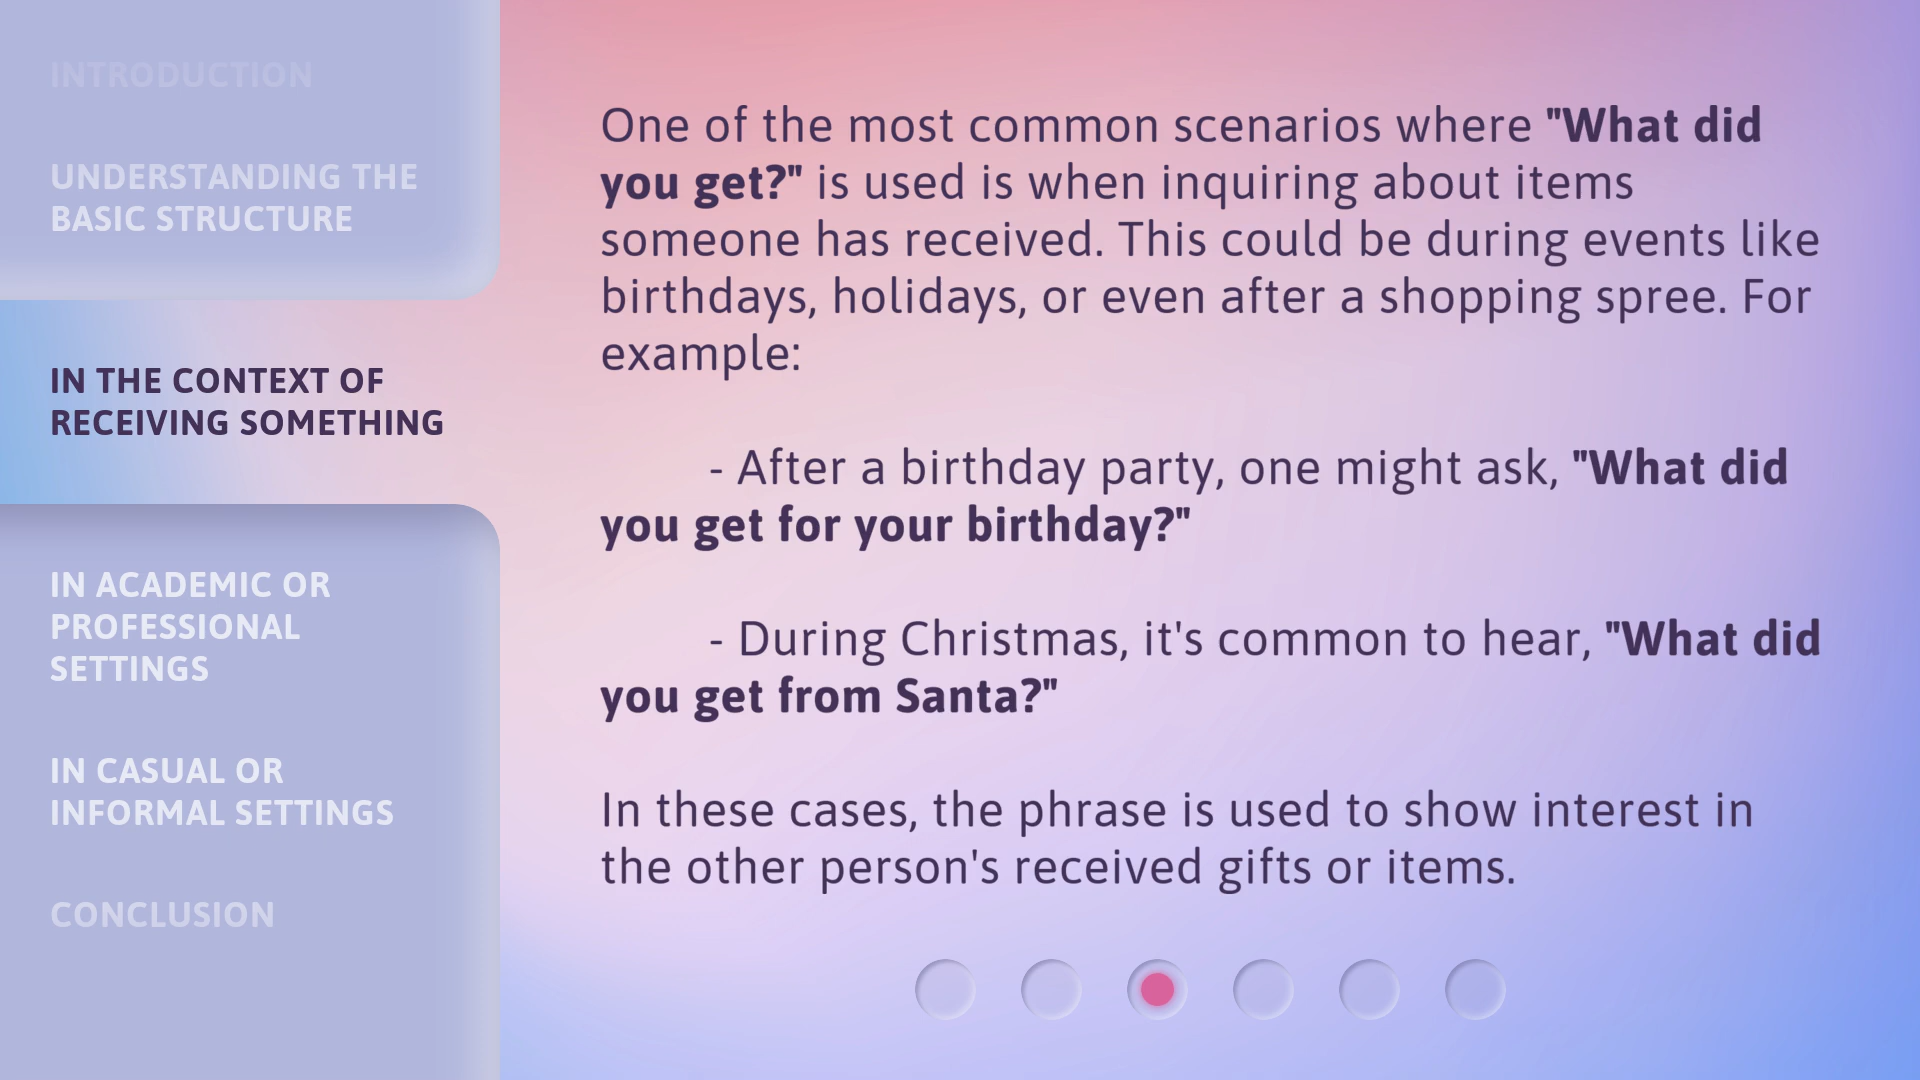 INTRODUCTION
UNDERSTANDING THE
BASIC STRUCTURE
IN THE CONTEXT OF
RECEIVING SOMETHING
IN ACADEMIC OR
PROFESSIONAL
SETTINGS
IN CASUAL OR
INFORMAL SETTINGS
CONCLUSION
One of the most common scenarios where "What did
you get?" is used is when inquiring about items
someone has received. This could be during events like
birthdays, holidays, or even after a shopping spree. For
example:
- After a birthday party, one might ask, "What did
you get for your birthday?"
- During Christmas, it's common to hear, "What did
you get from Santa?"
In these cases, the phrase is used to show interest in
the other person's received gifts or items.